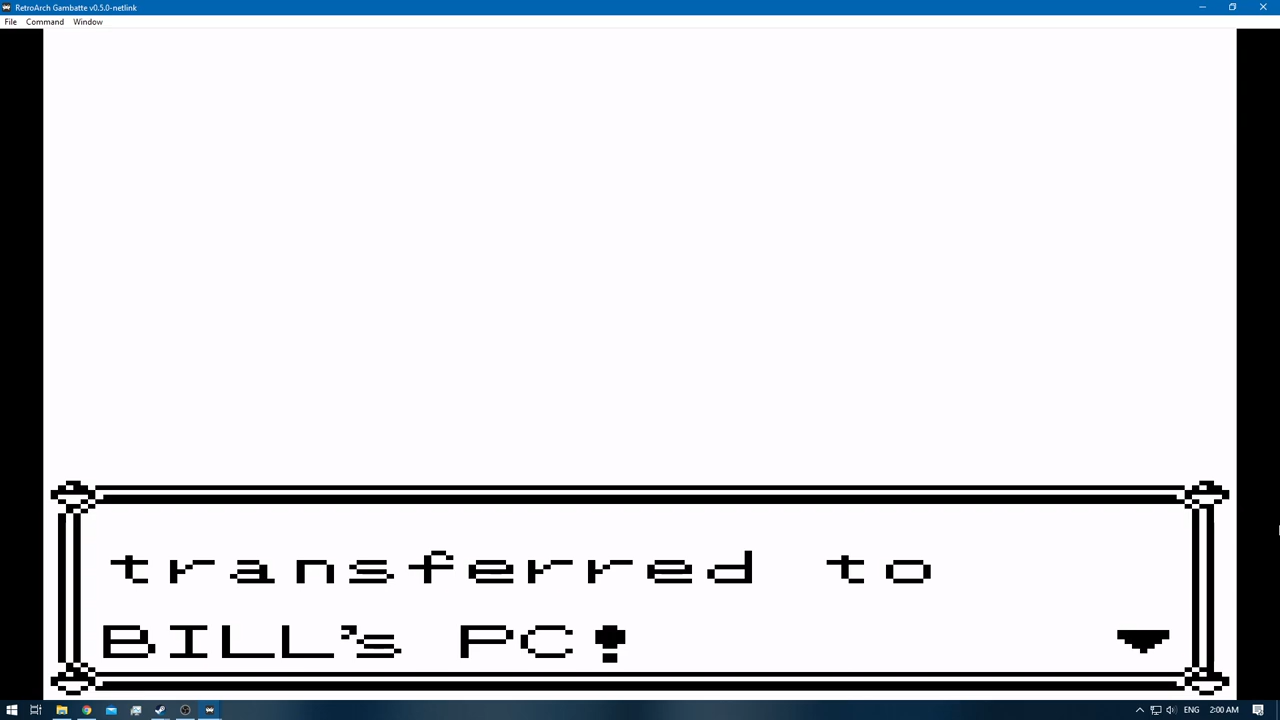 RetroArch Gambatte v0.5.0-netlink
File Command Window
transferred to
BILL's PC!
ENG 2:00 AM